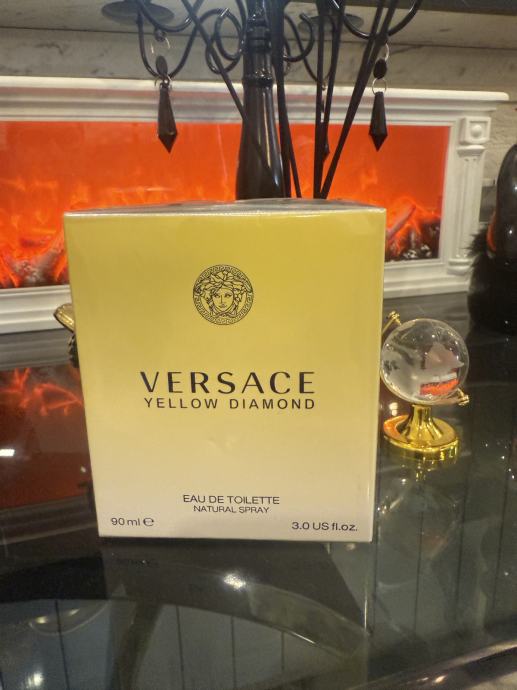 VERSACE
YELLOW DIAMOND
EAU DE TOILETTE
NATURAL SPRAY
90 ml ℮
3.0 US fl.oz.